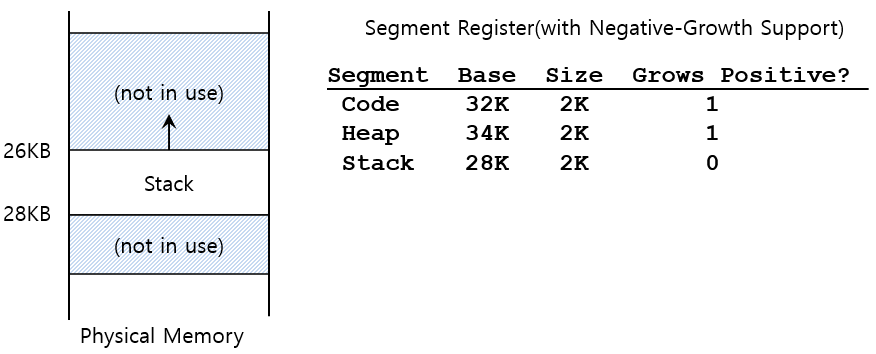 Segment Register(with Negative-Growth Support)
Segment Base Size Grows Positive?
Code 32K 2K 1
Heap 34K 2K 1
Stack 28K 2K 0
(not in use)
26KB
Stack
28KB
(not in use)
Physical Memory